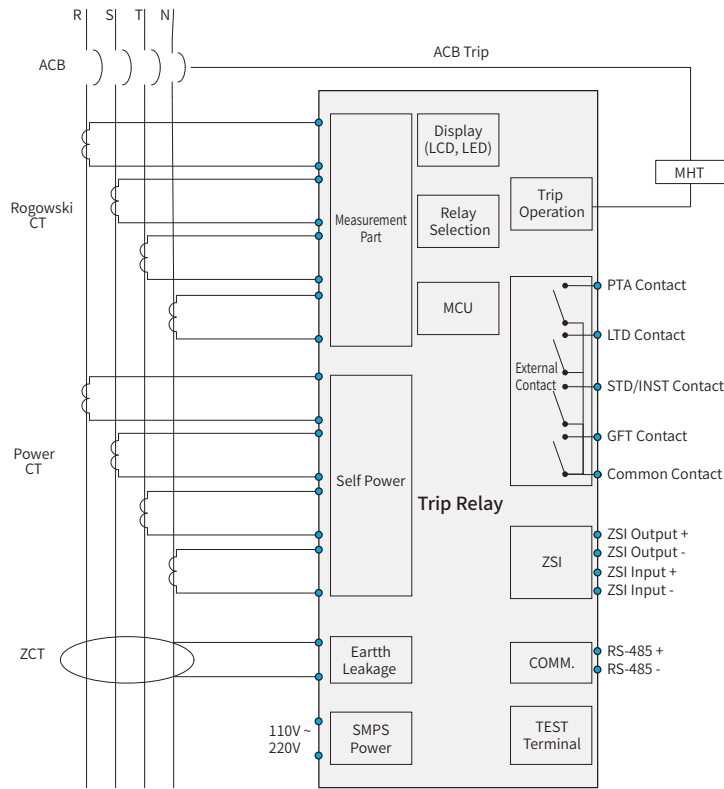 R S T N
ACB
ACB Trip
Display
(LCD, LED)
MHT
Trip
Operation
Rogowski
CT
Measurement
Part
Relay
Selection
MCU
PTA Contact
LTD Contact
External
Contact
STD/INST Contact
GFT Contact
Common Contact
Power
CT
Self Power
Trip Relay
ZSI
ZSI Output +
ZSI Output -
ZSI Input +
ZSI Input -
ZCT
Eartth
Leakage
COMM.
RS-485 +
RS-485 -
110V ~
220V
SMPS
Power
TEST
Terminal